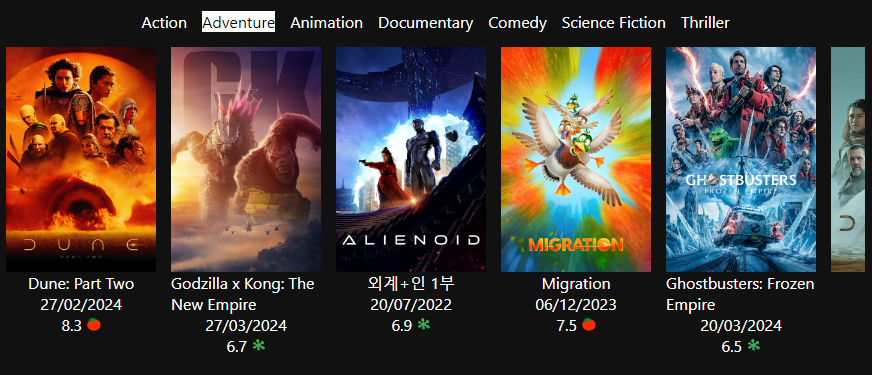 Action Adventure Animation Documentary Comedy Science Fiction Thriller
GK
DUNE
PART TWO
ALIENOID
MIGRATION
GHOSTBUSTERS
FROZEN EMPIRE
D
Dune: Part Two
27/02/2024
8.3
Godzilla x Kong: The
New Empire
27/03/2024
6.7
외계+인 1부
20/07/2022
6.9
Migration
06/12/2023
7.5
Ghostbusters: Frozen
Empire
20/03/2024
6.5